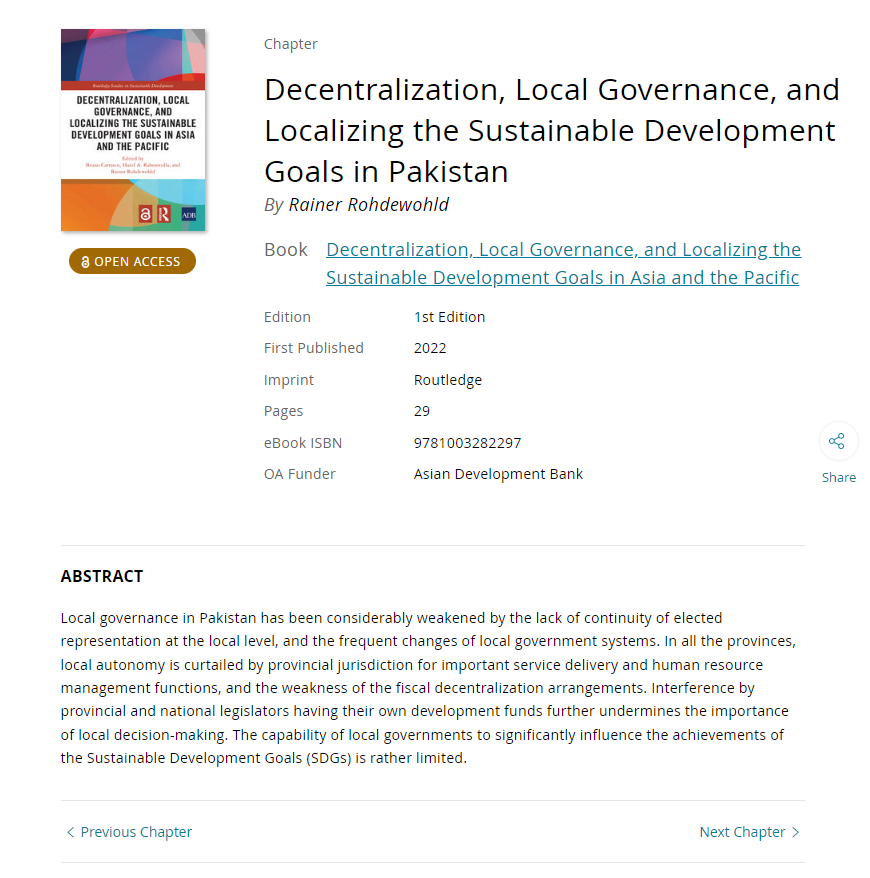 Routledge Studies in Sustainable Development
DECENTRALIZATION, LOCAL
GOVERNANCE, AND
LOCALIZING THE SUSTAINABLE
DEVELOPMENT GOALS IN ASIA
AND THE PACIFIC
Edited by
Bruno Carrasco, Hanif A. Rahemtulla, and
Rainer Rohdewohld
ADB
OPEN ACCESS
Chapter
Decentralization, Local Governance, and
Localizing the Sustainable Development
Goals in Pakistan
By Rainer Rohdewohld
Book Decentralization, Local Governance, and Localizing the
Sustainable Development Goals in Asia and the Pacific
Edition 1st Edition
First Published 2022
Imprint Routledge
Pages 29
eBook ISBN 9781003282297
OA Funder Asian Development Bank
Share
ABSTRACT
Local governance in Pakistan has been considerably weakened by the lack of continuity of elected
representation at the local level, and the frequent changes of local government systems. In all the provinces,
local autonomy is curtailed by provincial jurisdiction for important service delivery and human resource
management functions, and the weakness of the fiscal decentralization arrangements. Interference by
provincial and national legislators having their own development funds further undermines the importance
of local decision-making. The capability of local governments to significantly influence the achievements of
the Sustainable Development Goals (SDGs) is rather limited.
Previous Chapter
Next Chapter